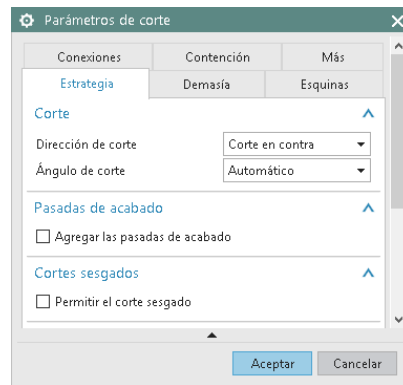 Parámetros de corte
Conexiones Contención Más
Estrategia Demasía Esquinas
Corte
Dirección de corte Corte en contra
Ángulo de corte Automático
Pasadas de acabado
Agregar las pasadas de acabado
Cortes sesgados
Permitir el corte sesgado
Aceptar Cancelar